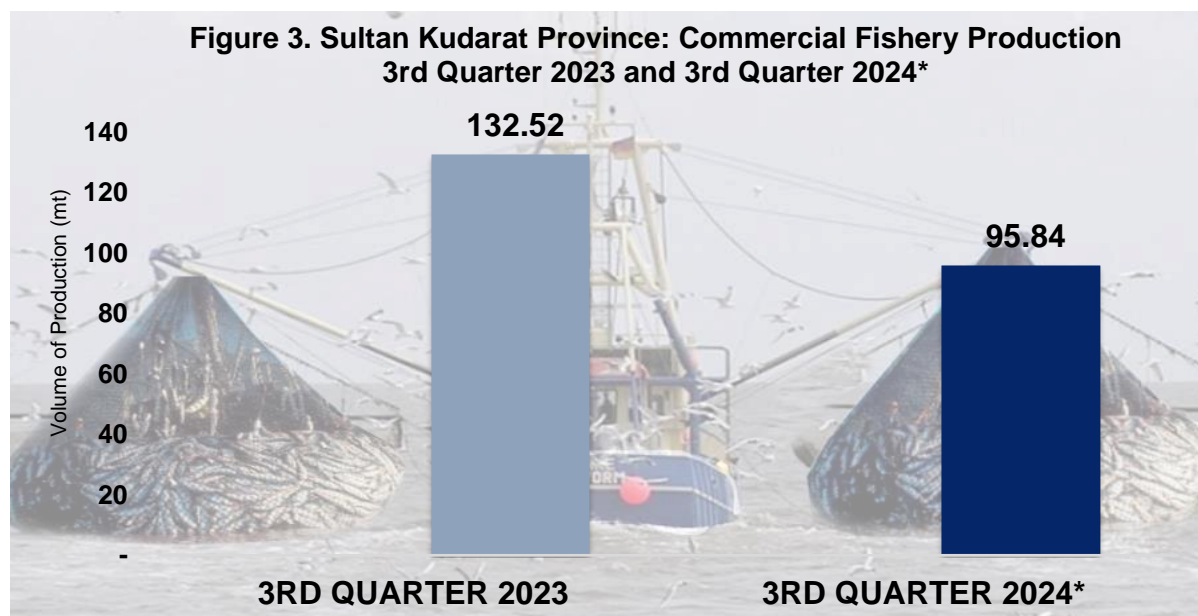 Figure 3. Sultan Kudarat Province: Commercial Fishery Production
3rd Quarter 2023 and 3rd Quarter 2024*
Volume of Production (mt)
140
120
100
80
60
40
20
-
132.52
95.84
ORM
3RD QUARTER 2023
3RD QUARTER 2024*